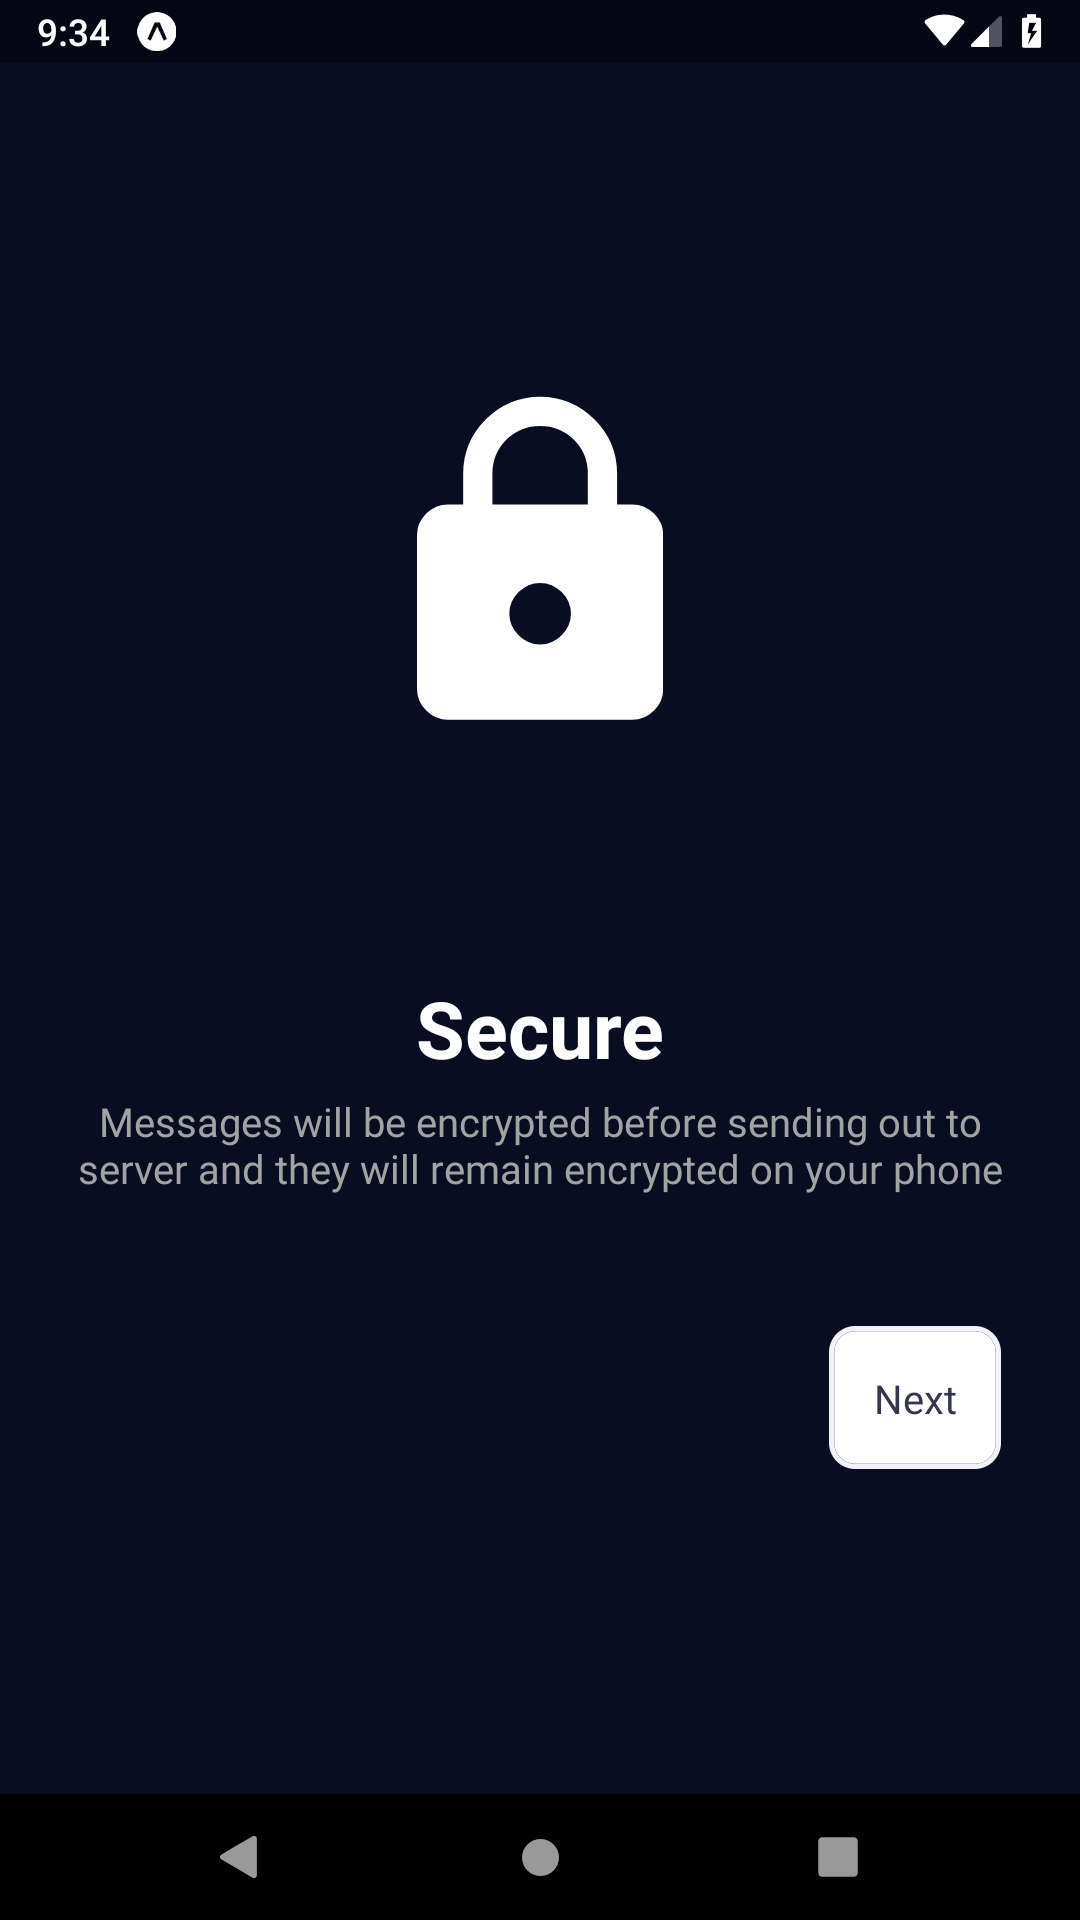 9:34
Secure
Messages will be encrypted before sending out to
server and they will remain encrypted on your phone
Next